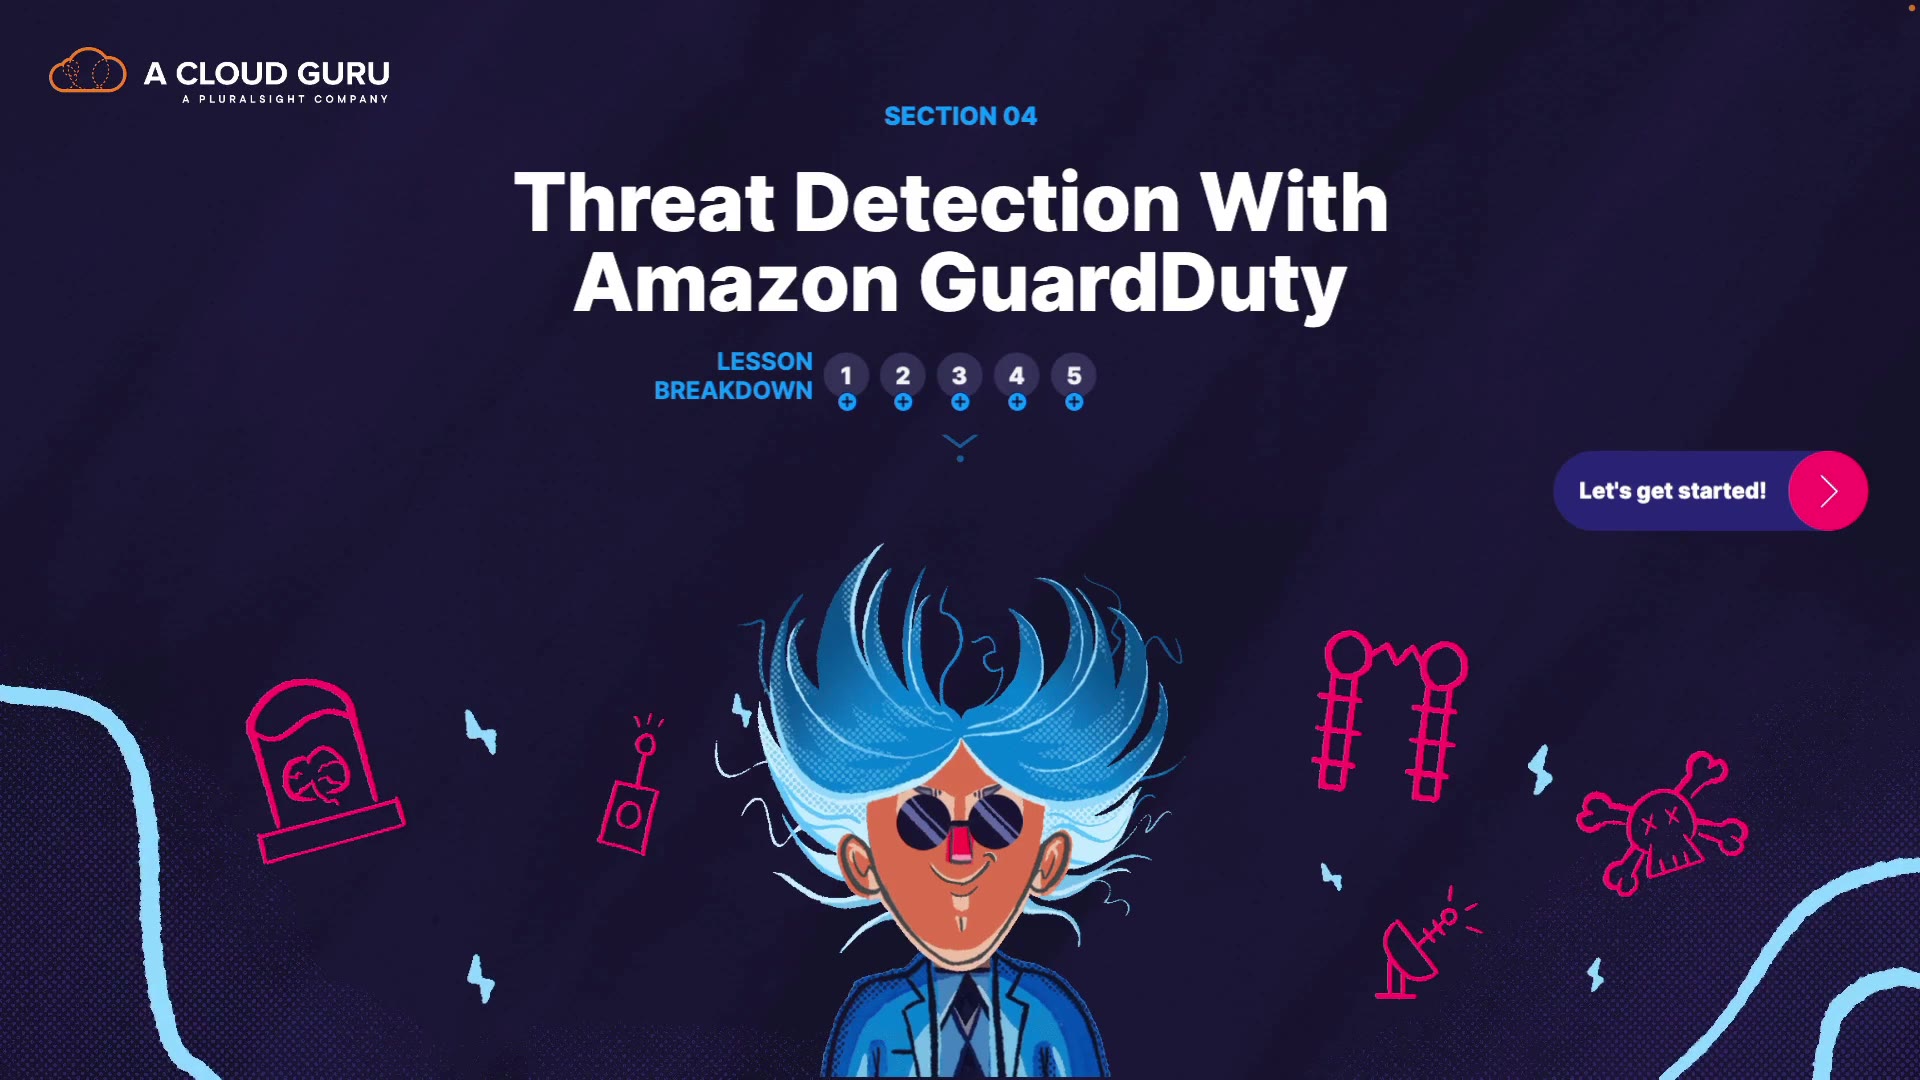 A CLOUD GURU
A PLURALSIGHT COMPANY
SECTION 04
Threat Detection With
Amazon GuardDuty
LESSON
BREAKDOWN
1 2 3 4 5
Let's get started!